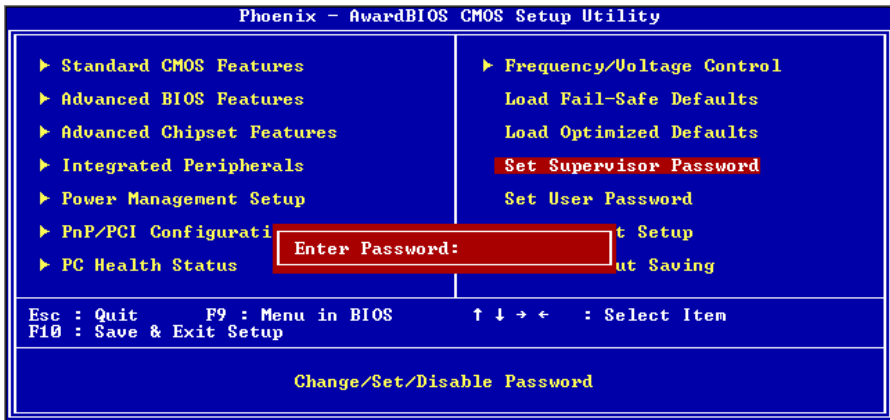 Phoenix - AwardBIOS CMOS Setup Utility
▶ Standard CMOS Features
▶ Advanced BIOS Features
▶ Advanced Chipset Features
▶ Integrated Peripherals
▶ Power Management Setup
▶ PnP/PCI Configurati
▶ PC Health Status
▶ Frequency/Voltage Control
Load Fail-Safe Defaults
Load Optimized Defaults
Set Supervisor Password
Set User Password
t Setup
ut Saving
Enter Password:
Esc : Quit F9 : Menu in BIOS ↑ ↓ → ← : Select Item
F10 : Save & Exit Setup
Change/Set/Disable Password